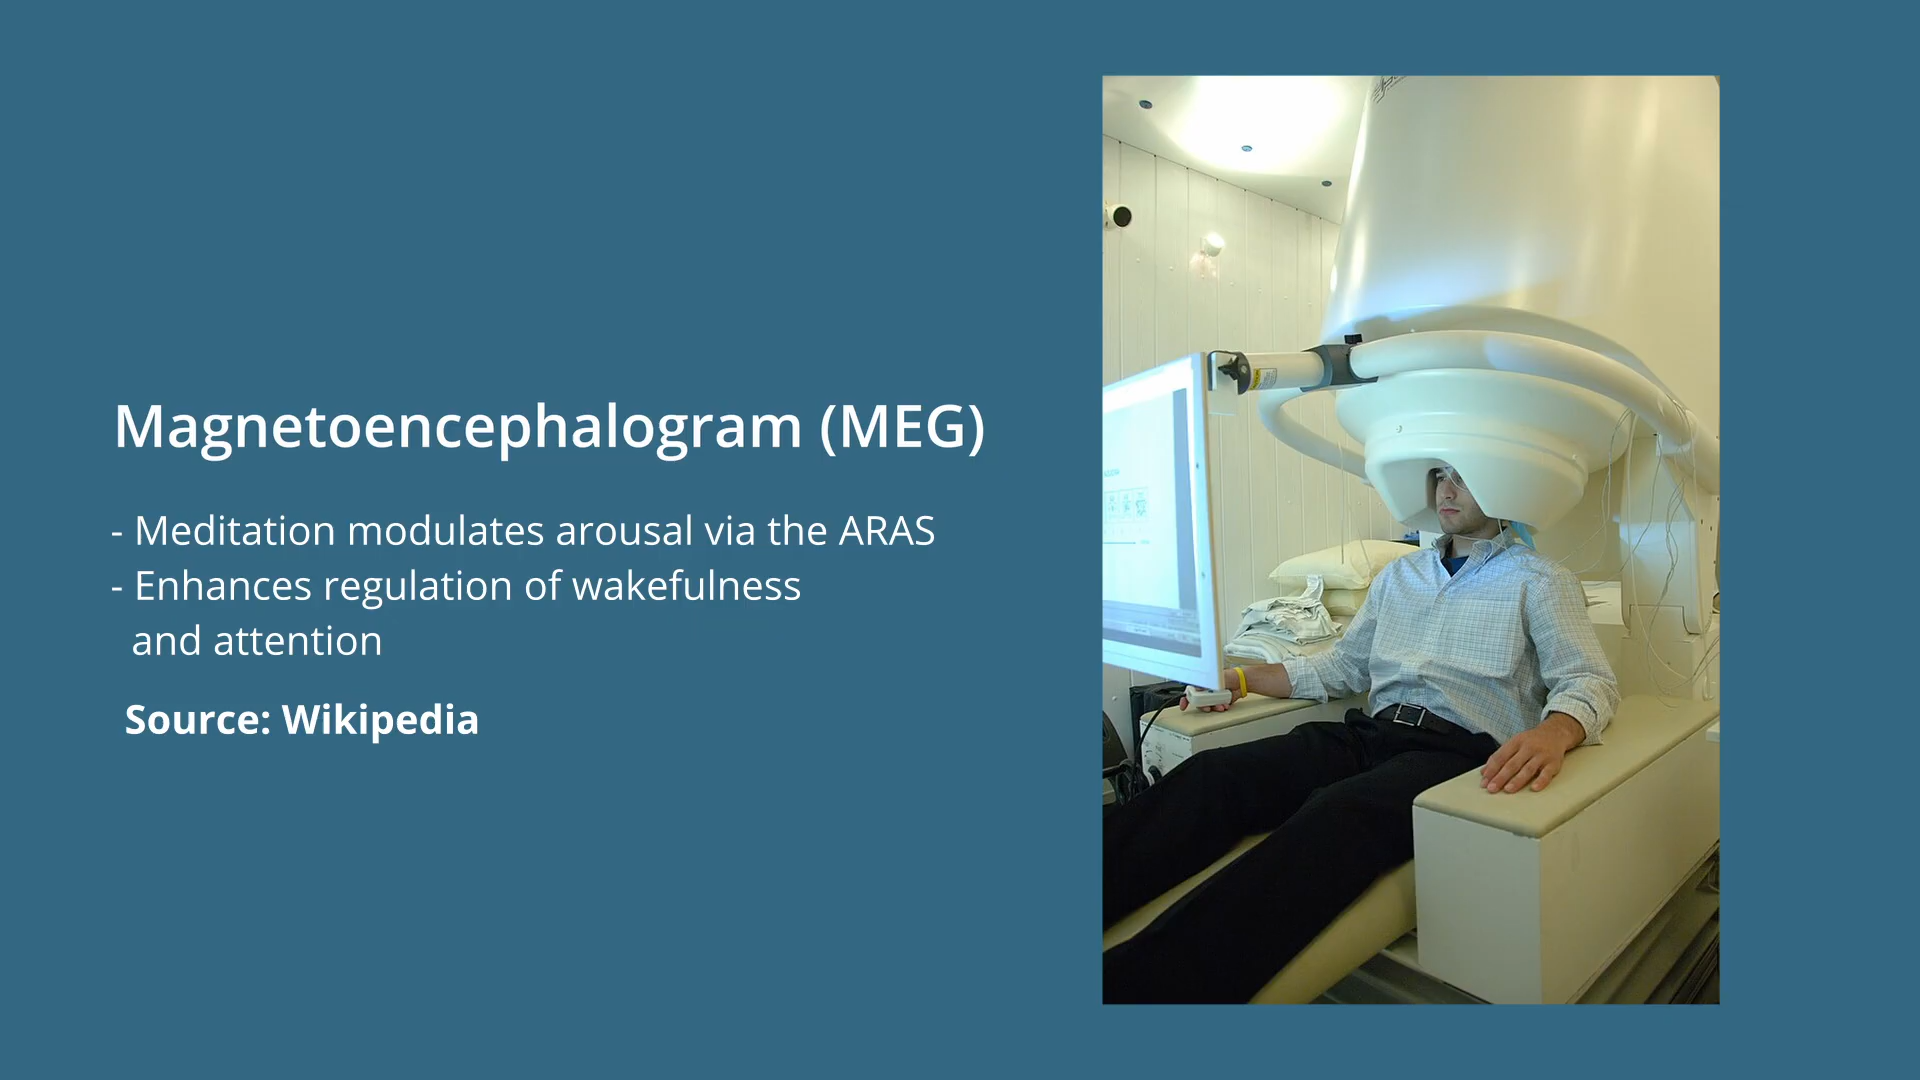 Magnetoencephalogram (MEG)
- Meditation modulates arousal via the ARAS
- Enhances regulation of wakefulness
and attention
Source: Wikipedia